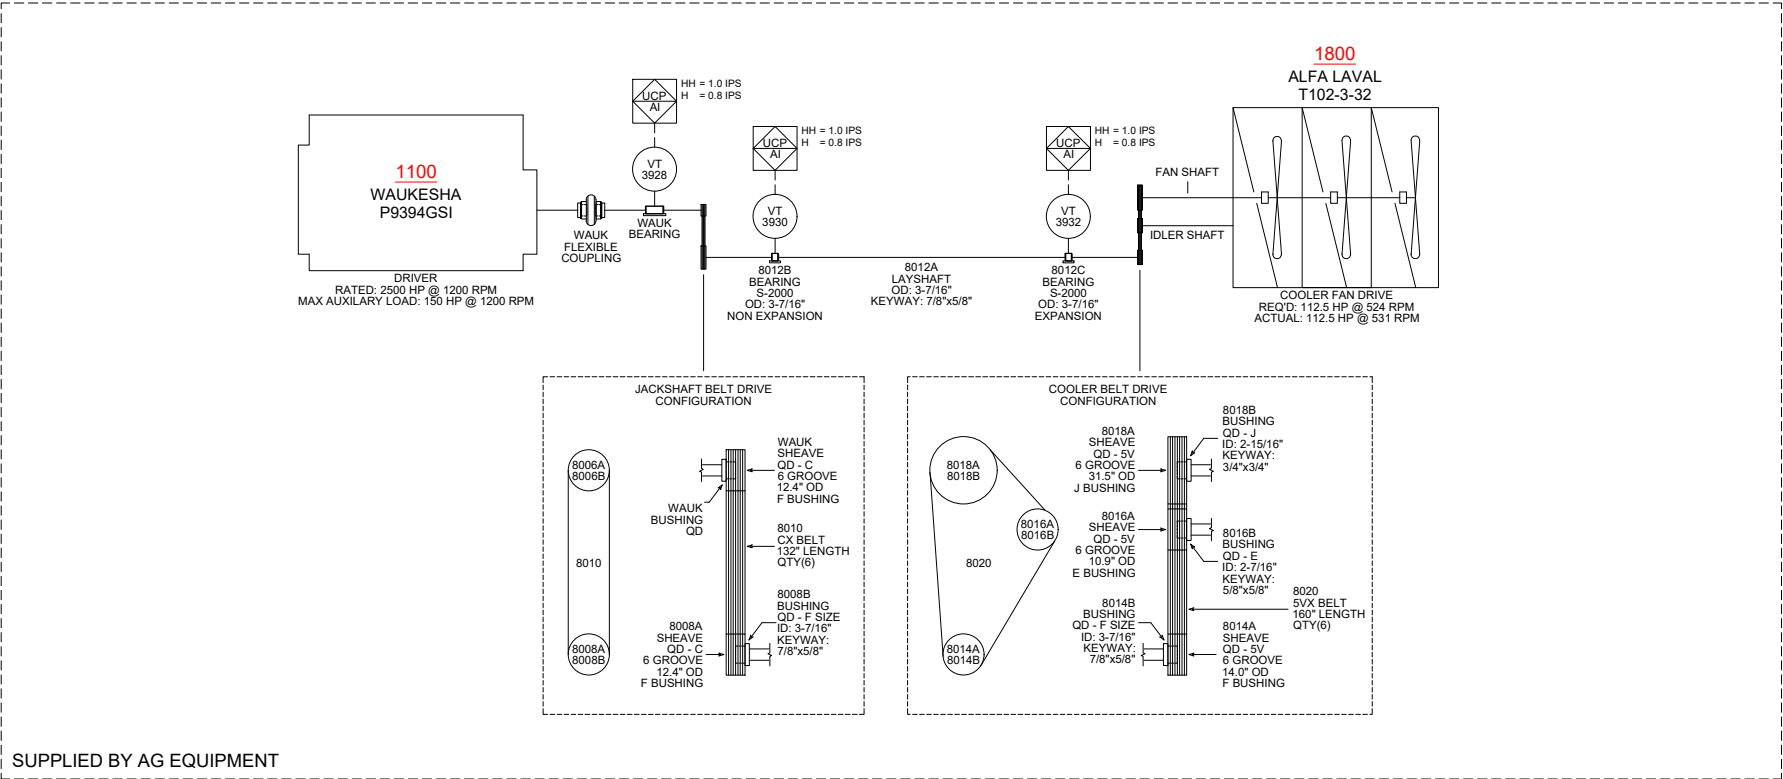 1100
WAUKESHA
P9394GSI
DRIVER
RATED: 2500 HP @ 1200 RPM
MAX AUXILARY LOAD: 150 HP @ 1200 RPM
WAUK
FLEXIBLE
COUPLING
UCP
AI
HH = 1.0 IPS
H = 0.8 IPS
VT
3928
WAUK
BEARING
UCP
AI
HH = 1.0 IPS
H = 0.8 IPS
VT
3930
8012B
BEARING
S-2000
OD: 3-7/16"
NON EXPANSION
8012A
LAYSHAFT
OD: 3-7/16"
KEYWAY: 7/8"x5/8"
UCP
AI
HH = 1.0 IPS
H = 0.8 IPS
VT
3932
8012C
BEARING
S-2000
OD: 3-7/16"
EXPANSION
FAN SHAFT
IDLER SHAFT
1800
ALFA LAVAL
T102-3-32
COOLER FAN DRIVE
REQ'D: 112.5 HP @ 524 RPM
ACTUAL: 112.5 HP @ 531 RPM
JACKSHAFT BELT DRIVE
CONFIGURATION
8006A
8006B
8010
8008A
8008B
WAUK
SHEAVE
QD - C
6 GROOVE
12.4" OD
F BUSHING
WAUK
BUSHING
QD
8010
CX BELT
132" LENGTH
QTY(6)
8008B
BUSHING
QD - F SIZE
ID: 3-7/16"
KEYWAY:
7/8"x5/8"
8008A
SHEAVE
QD - C
6 GROOVE
12.4" OD
F BUSHING
COOLER BELT DRIVE
CONFIGURATION
8018A
8018B
8016A
8016B
8020
8014A
8014B
8018A
SHEAVE
QD - 5V
6 GROOVE
31.5" OD
J BUSHING
8018B
BUSHING
QD - J
ID: 2-15/16"
KEYWAY:
3/4"x3/4"
8016A
SHEAVE
QD - 5V
6 GROOVE
10.9" OD
E BUSHING
8016B
BUSHING
QD - E
ID: 2-7/16"
KEYWAY:
5/8"x5/8"
8020
5VX BELT
160" LENGTH
QTY(6)
8014B
BUSHING
QD - F SIZE
ID: 3-7/16"
KEYWAY:
7/8"x5/8"
8014A
SHEAVE
QD - 5V
6 GROOVE
14.0" OD
F BUSHING
SUPPLIED BY AG EQUIPMENT